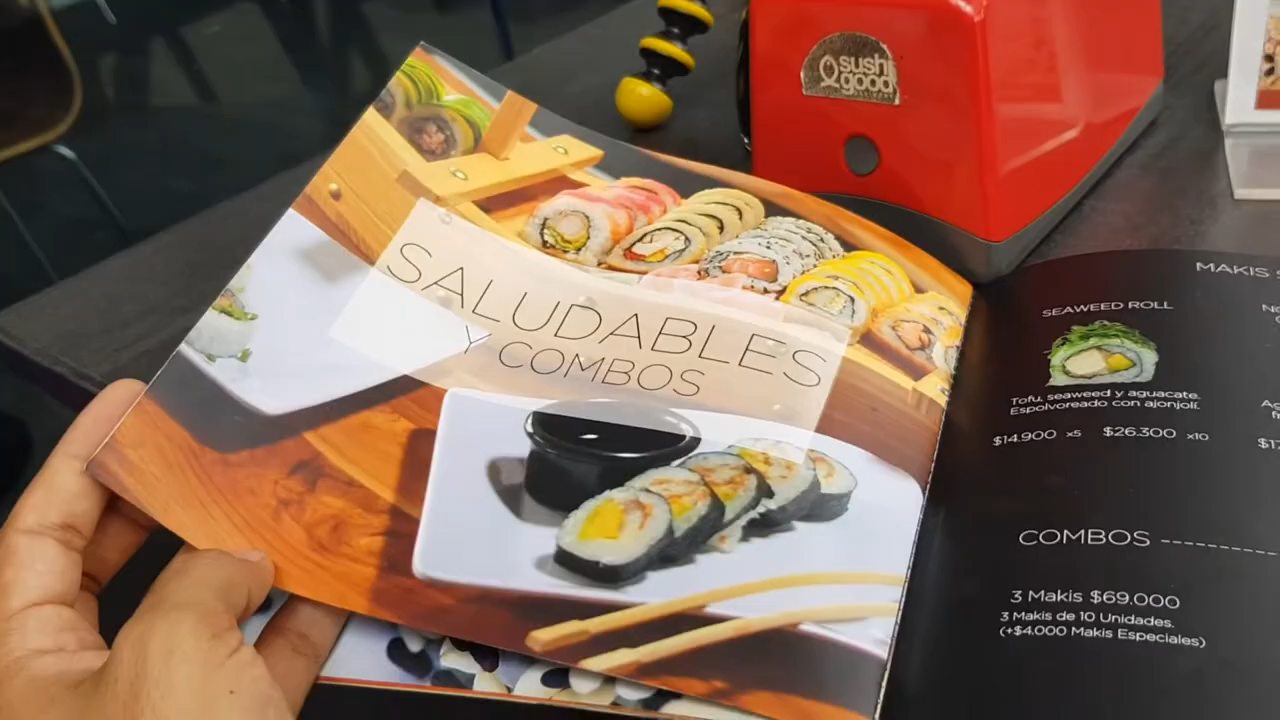 sushi
good
SALUDABLES
Y COMBOS
MAKIS
SEAWEED ROLL
Tofu, seaweed y aguacate.
Espolvoreado con ajonjolí.
$14.900 x5 $26.300 x10
COMBOS
3 Makis $69.000
3 Makis de 10 Unidades.
(+$4.000 Makis Especiales)